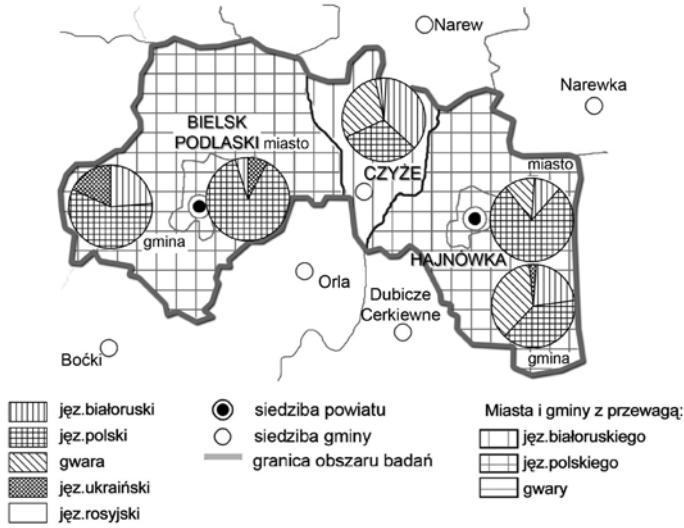 Narew
Narewka
BIELSK
PODLASKI miasto
CZYŻE
miasto
gmina
HAJNÓWKA
Orla
Dubicze
Cerkiewne
gmina
Boćki
jęz.białoruski
jęz.polski
gwara
jęz.ukraiński
jęz.rosyjski
siedziba powiatu
siedziba gminy
granica obszaru badań
Miasta i gminy z przewagą:
jęz.białoruskiego
jęz.polskiego
gwary